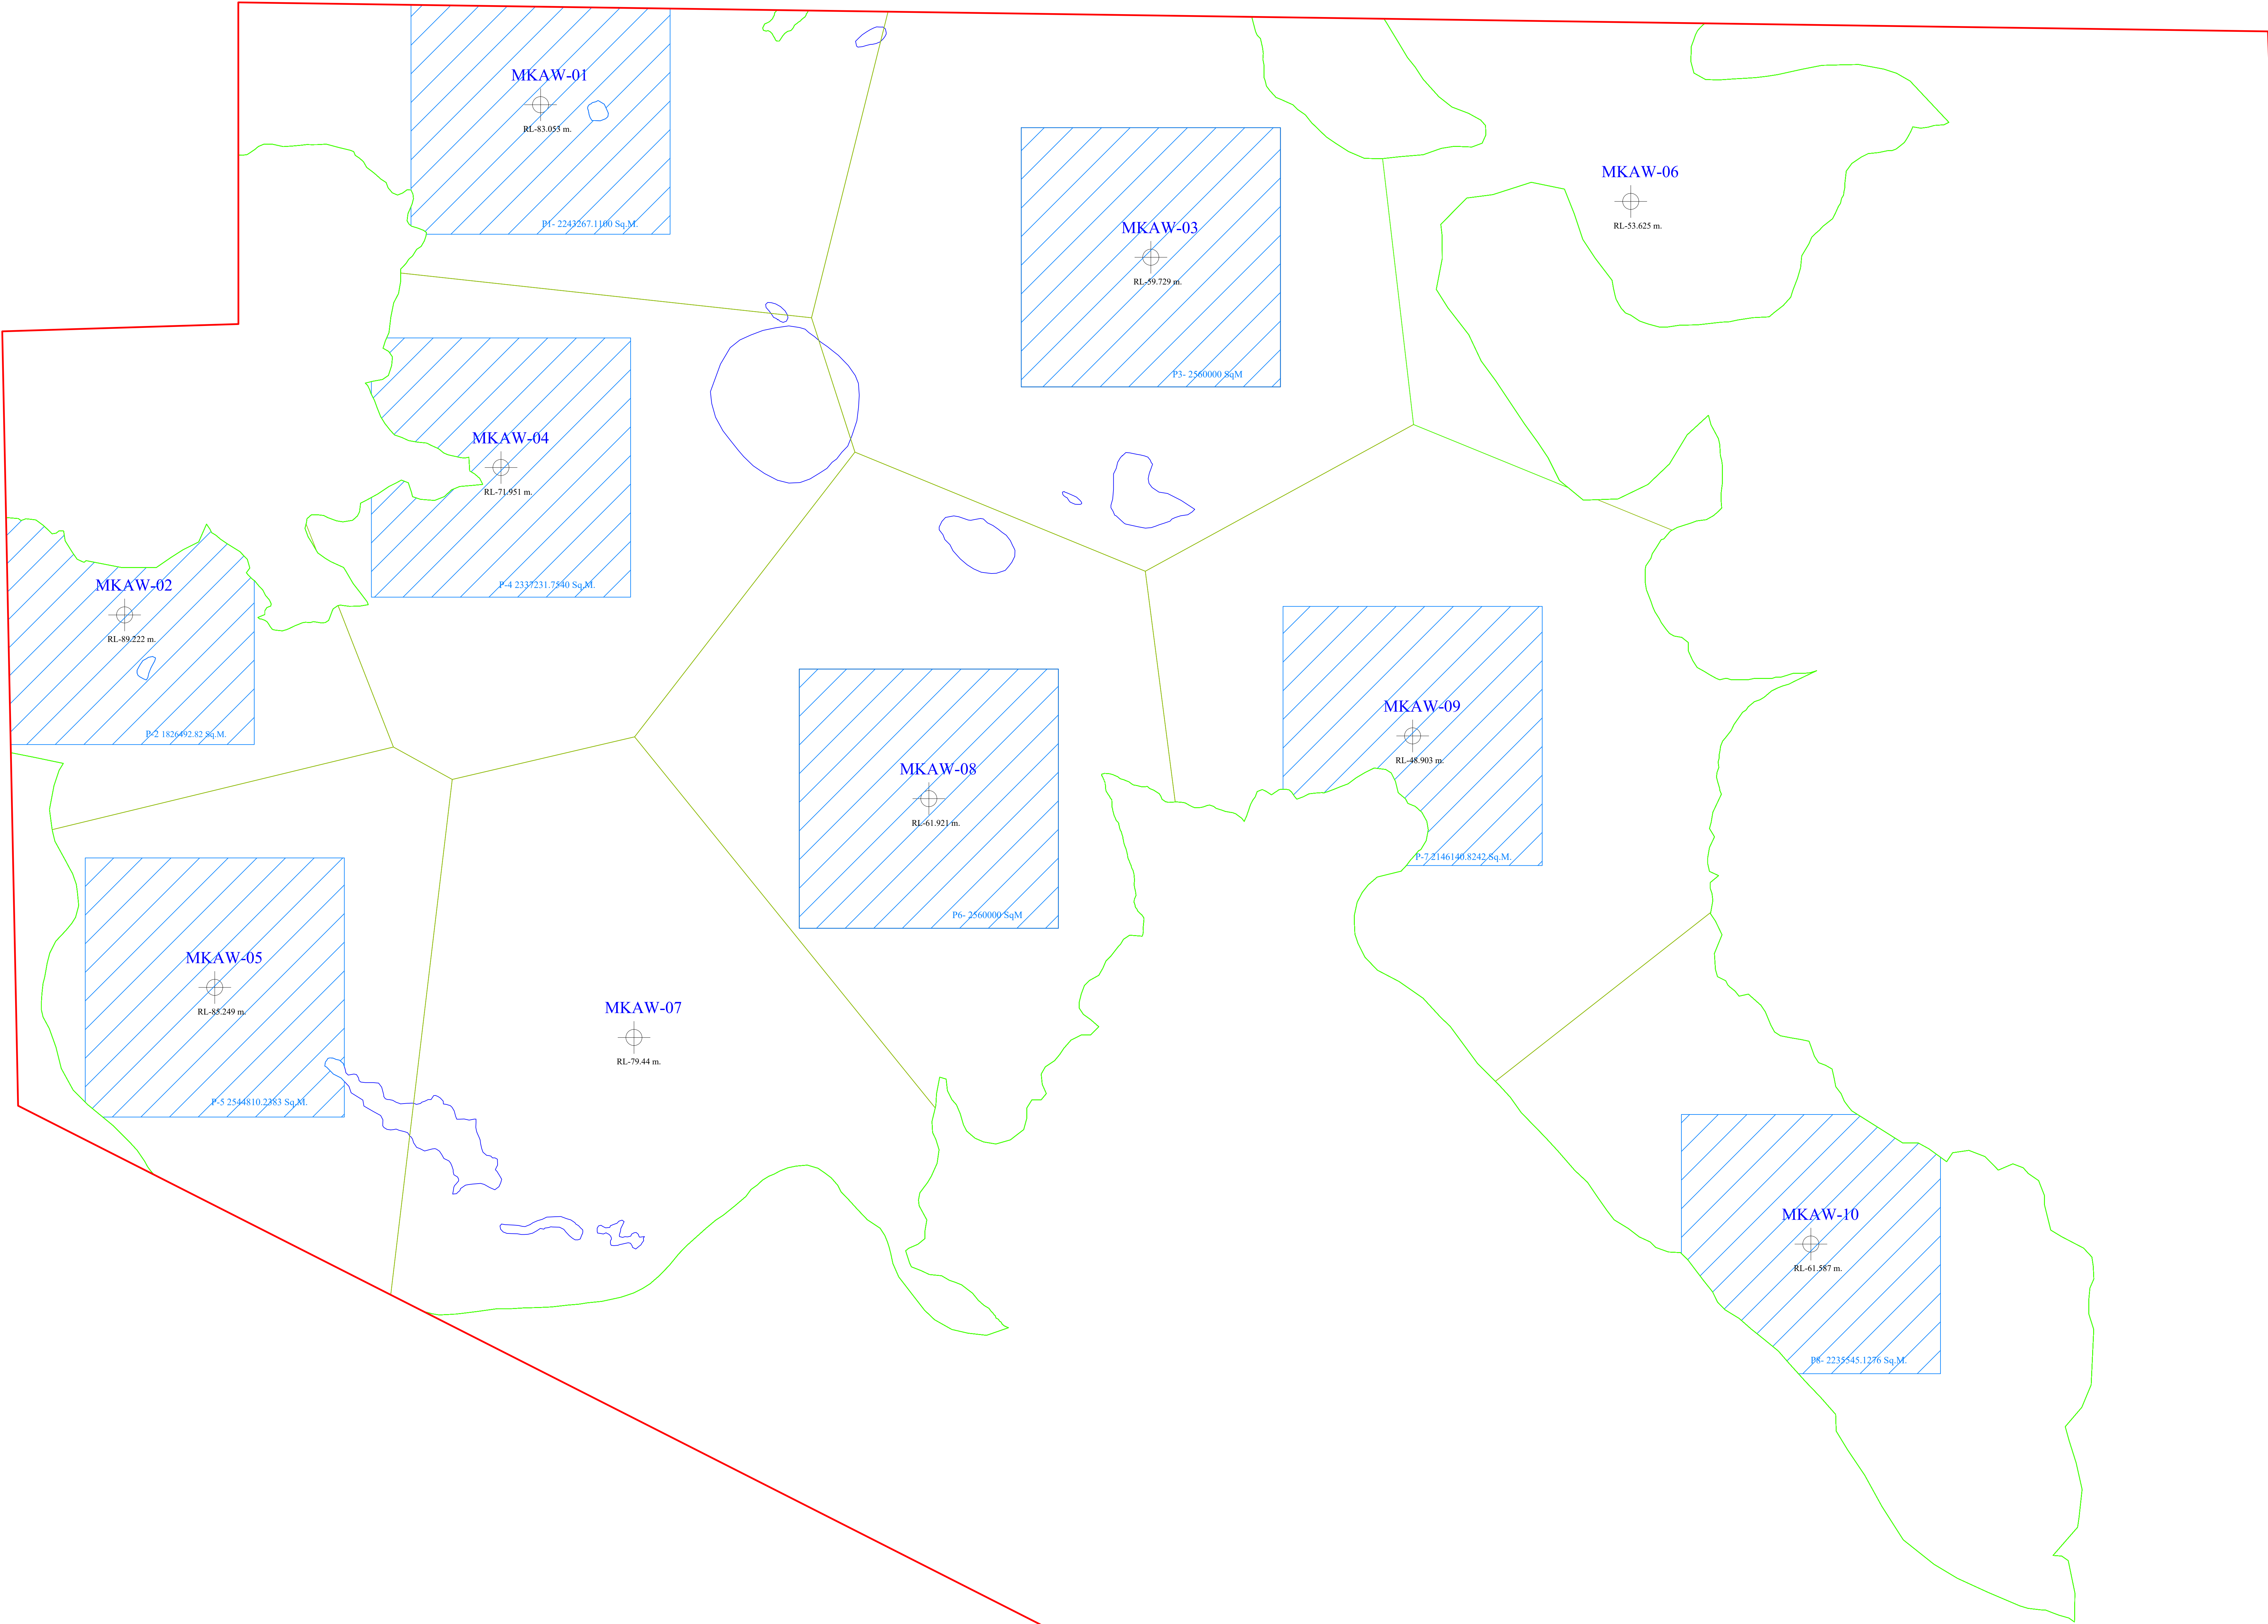 MKAW-01
RL-83.053 m.
P1- 2243267.1100 Sq.M.
MKAW-06
RL-53.625 m.
MKAW-03
RL-59.729 m.
P3- 2560000 SqM
MKAW-04
RL-71.951 m.
P-4 2337231.7540 Sq.M.
MKAW-02
RL-89.222 m.
P-2 1826492.82 Sq.M.
MKAW-09
RL-48.903 m.
P-7 2146140.8242 Sq.M.
MKAW-08
RL-61.921 m.
P6- 2560000 SqM
MKAW-05
RL-85.249 m.
P-5 2544810.2383 Sq.M.
MKAW-07
RL-79.44 m.
MKAW-10
RL-61.587 m.
P8- 2235545.1276 Sq.M.